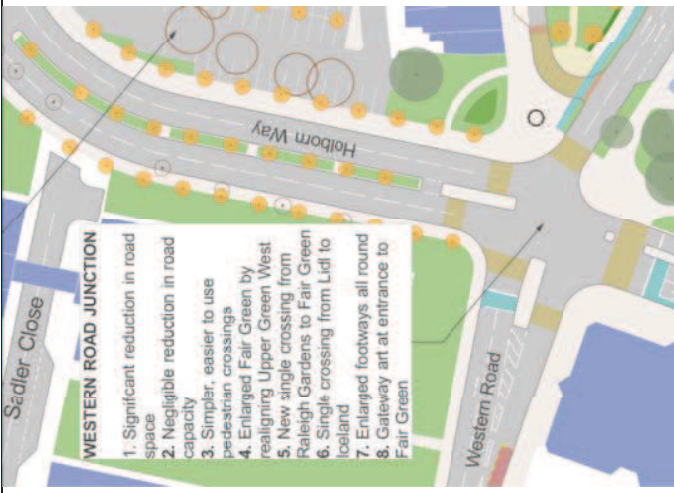 Holborn Way
Sadler Close
WESTERN ROAD JUNCTION
1. Significant reduction in road
space
2. Negligible reduction in road
capacity
3. Simpler, easier to use
pedestrian crossings
4. Enlarged Fair Green by
realigning Upper Green West
5. New single crossing from
Raleigh Gardens to Fair Green
6. Single crossing from Lidl to
Iceland
7. Enlarged footways all round
8. Gateway art at entrance to
Fair Green
Western Road